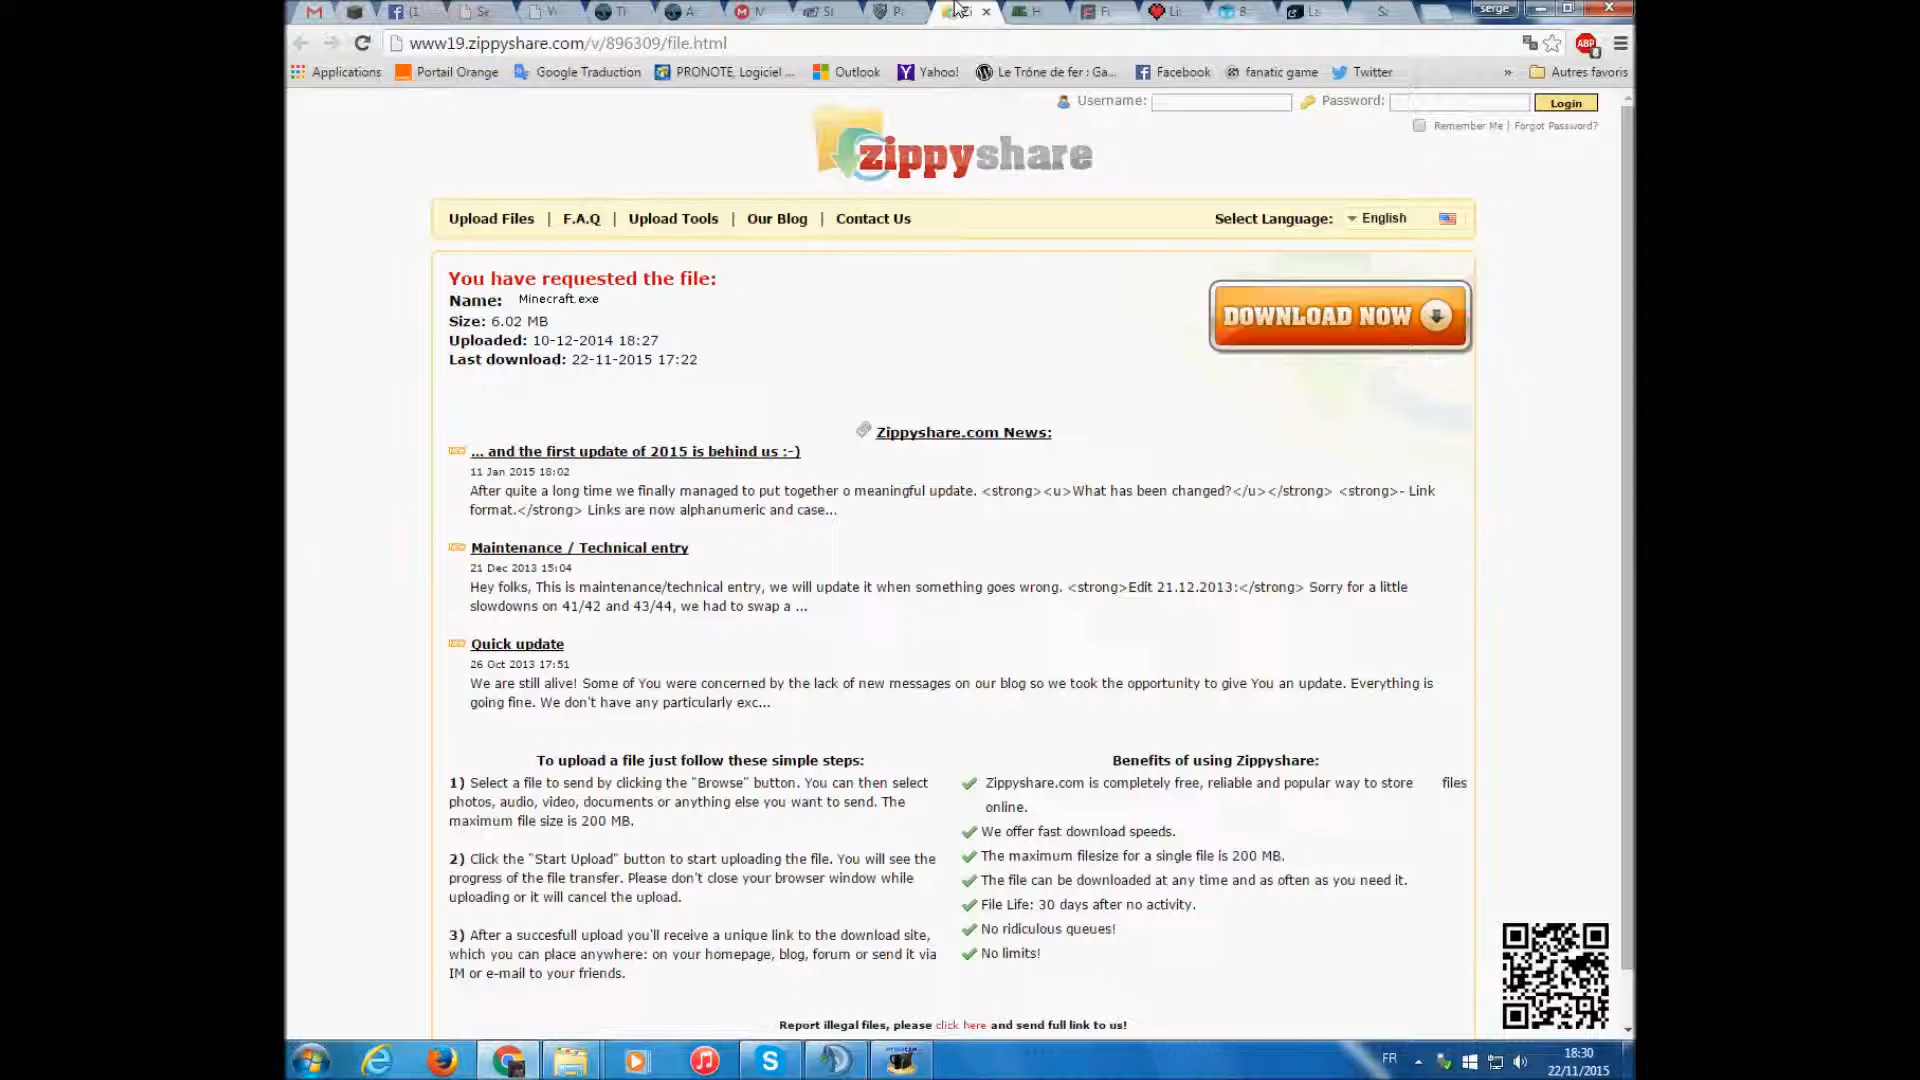 serge
www19.zippyshare.com/v/896309/file.html
ABP
Applications Portail Orange Google Traduction PRONOTE, Logiciel ... Outlook Yahoo! Le Trône de fer : Ga... Facebook fanatic game Twitter » Autres favoris
Username: Password: Login
Remember Me | Forgot Password?
zippyshare
Upload Files | F.A.Q | Upload Tools | Our Blog | Contact Us Select Language: English
You have requested the file:
Name: Minecraft.exe
Size: 6.02 MB
Uploaded: 10-12-2014 18:27
Last download: 22-11-2015 17:22
DOWNLOAD NOW
Zippyshare.com News:
... and the first update of 2015 is behind us :-)
11 Jan 2015 18:02
After quite a long time we finally managed to put together o meaningful update. <strong><u>What has been changed?</u></strong> <strong>- Link
format.</strong> Links are now alphanumeric and case...
Maintenance / Technical entry
21 Dec 2013 15:04
Hey folks, This is maintenance/technical entry, we will update it when something goes wrong. <strong>Edit 21.12.2013:</strong> Sorry for a little
slowdowns on 41/42 and 43/44, we had to swap a ...
Quick update
26 Oct 2013 17:51
We are still alive! Some of You were concerned by the lack of new messages on our blog so we took the opportunity to give You an update. Everything is
going fine. We don't have any particularly exc...
To upload a file just follow these simple steps:
1) Select a file to send by clicking the "Browse" button. You can then select
photos, audio, video, documents or anything else you want to send. The
maximum file size is 200 MB.
2) Click the "Start Upload" button to start uploading the file. You will see the
progress of the file transfer. Please don't close your browser window while
uploading or it will cancel the upload.
3) After a succesfull upload you'll receive a unique link to the download site,
which you can place anywhere: on your homepage, blog, forum or send it via
IM or e-mail to your friends.
Benefits of using Zippyshare:
Zippyshare.com is completely free, reliable and popular way to store files
online.
We offer fast download speeds.
The maximum filesize for a single file is 200 MB.
The file can be downloaded at any time and as often as you need it.
File Life: 30 days after no activity.
No ridiculous queues!
No limits!
Report illegal files, please click here and send full link to us!
FR
18:30
22/11/2015